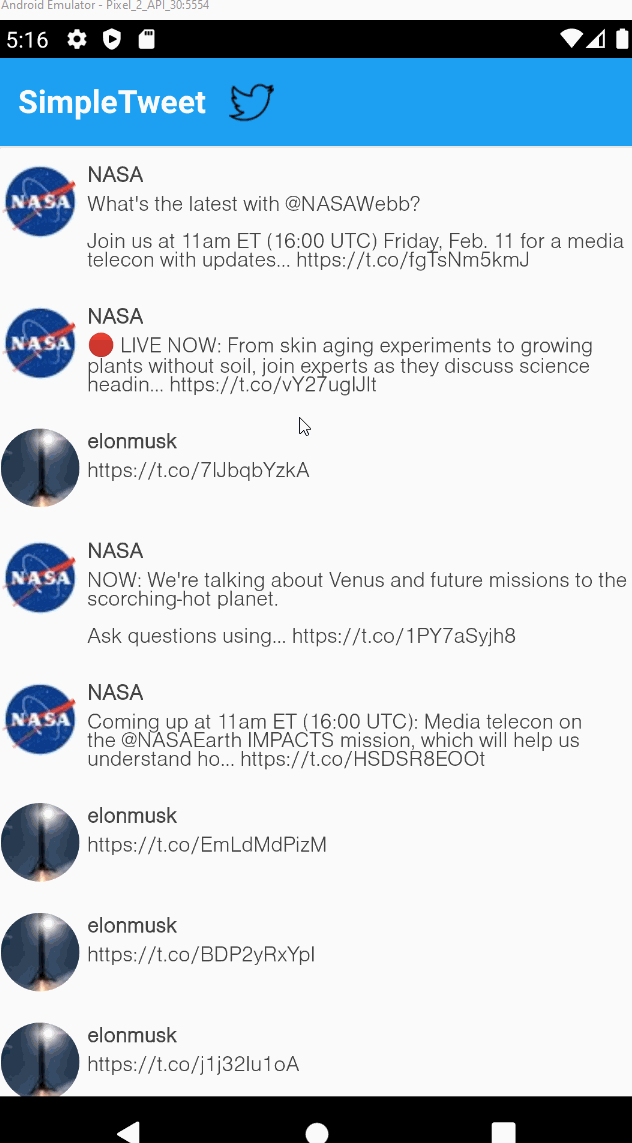 Android Emulator - Pixel_2_API_30:5554
5:16
SimpleTweet
NASA
NASA
What's the latest with @NASAWebb?
Join us at 11am ET (16:00 UTC) Friday, Feb. 11 for a media
telecon with updates... https://t.co/fgTsNm5kmJ
NASA
NASA
🔴 LIVE NOW: From skin aging experiments to growing
plants without soil, join experts as they discuss science
headin... https://t.co/vY27uglJlt
elonmusk
https://t.co/7lJbqbYzkA
NASA
NASA
NOW: We're talking about Venus and future missions to the
scorching-hot planet.
Ask questions using... https://t.co/1PY7aSyjh8
NASA
NASA
Coming up at 11am ET (16:00 UTC): Media telecon on
the @NASAEarth IMPACTS mission, which will help us
understand ho... https://t.co/HSDSR8EOOt
elonmusk
https://t.co/EmLdMdPizM
elonmusk
https://t.co/BDP2yRxYpI
elonmusk
https://t.co/j1j32Iu1oA